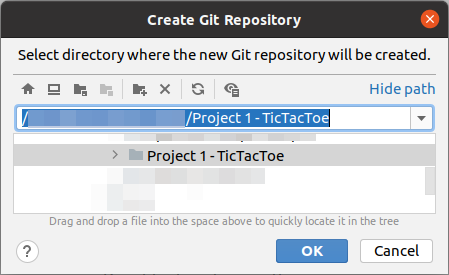 Create Git Repository
Select directory where the new Git repository will be created.
Hide path
/Project 1 - TicTacToe
Project 1 - TicTacToe
Drag and drop a file into the space above to quickly locate it in the tree
?
OK
Cancel